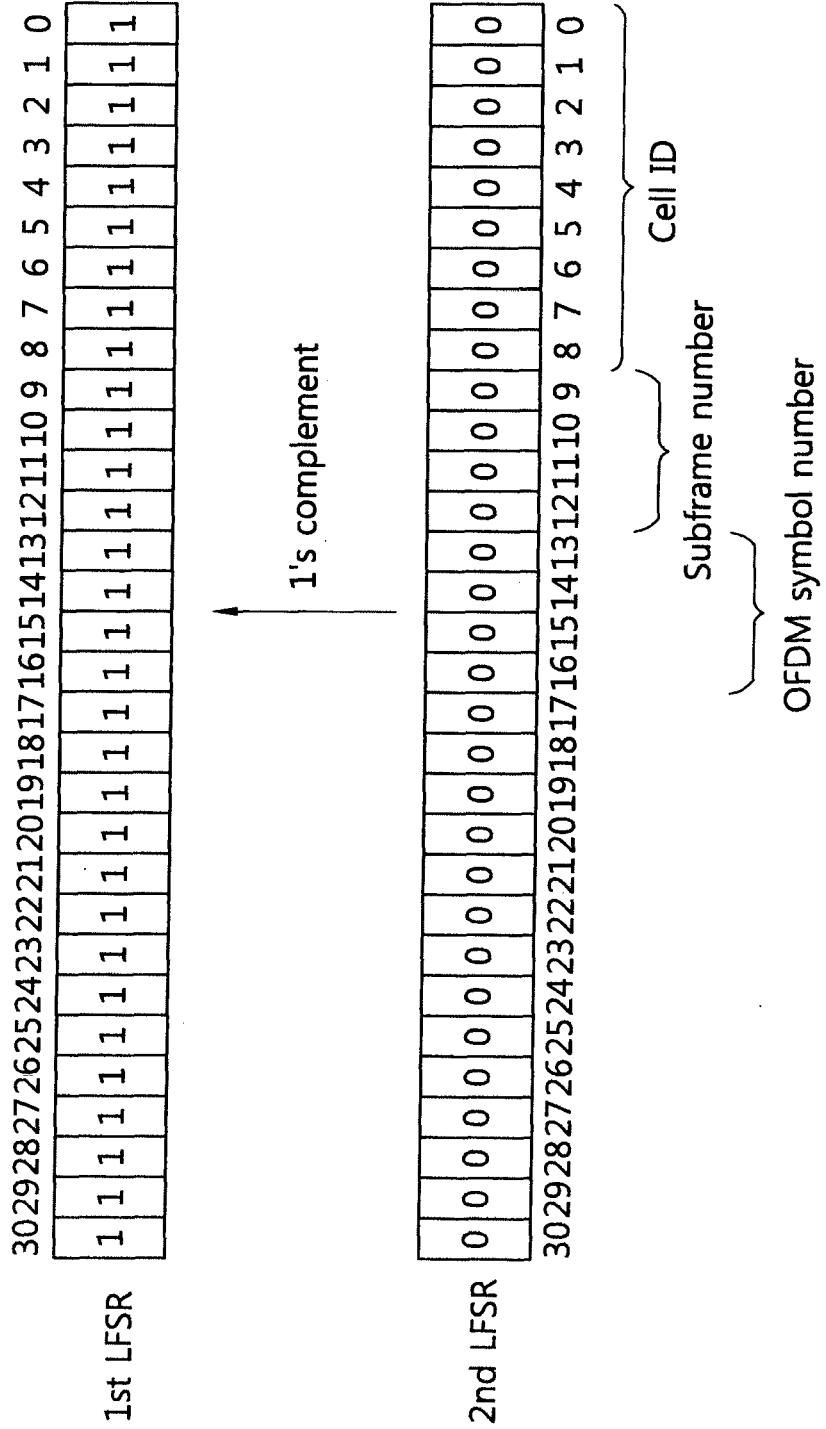 30 29 28 27 26 25 24 23 22 21 20 19 18 17 16 15 14 13 12 11 10 9 8 7 6 5 4 3 2 1 0
1st LFSR 1 1 1 1 1 1 1 1 1 1 1 1 1 1 1 1 1 1 1 1 1 1 1 1 1 1 1 1 1 1 1
1's complement
2nd LFSR 0 0 0 0 0 0 0 0 0 0 0 0 0 0 0 0 0 0 0 0 0 0 0 0 0 0 0 0 0 0 0
30 29 28 27 26 25 24 23 22 21 20 19 18 17 16 15 14 13 12 11 10 9 8 7 6 5 4 3 2 1 0
Cell ID
Subframe number
OFDM symbol number